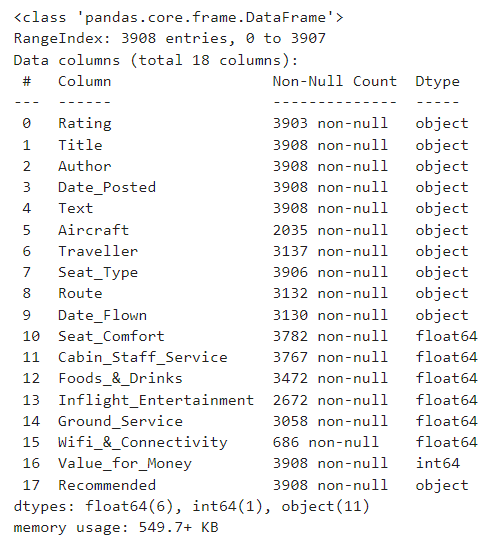 <class 'pandas.core.frame.DataFrame'>
RangeIndex: 3908 entries, 0 to 3907
Data columns (total 18 columns):
 #   Column                  Non-Null Count  Dtype
---  ------                  --------------  -----
 0   Rating                  3903 non-null   object
 1   Title                   3908 non-null   object
 2   Author                  3908 non-null   object
 3   Date_Posted             3908 non-null   object
 4   Text                    3908 non-null   object
 5   Aircraft                2035 non-null   object
 6   Traveller               3137 non-null   object
 7   Seat_Type               3906 non-null   object
 8   Route                   3132 non-null   object
 9   Date_Flown              3130 non-null   object
 10  Seat_Comfort            3782 non-null   float64
 11  Cabin_Staff_Service     3767 non-null   float64
 12  Foods_&_Drinks          3472 non-null   float64
 13  Inflight_Entertainment  2672 non-null   float64
 14  Ground_Service          3058 non-null   float64
 15  Wifi_&_Connectivity     686 non-null    float64
 16  Value_for_Money         3908 non-null   int64
 17  Recommended             3908 non-null   object
dtypes: float64(6), int64(1), object(11)
memory usage: 549.7+ KB